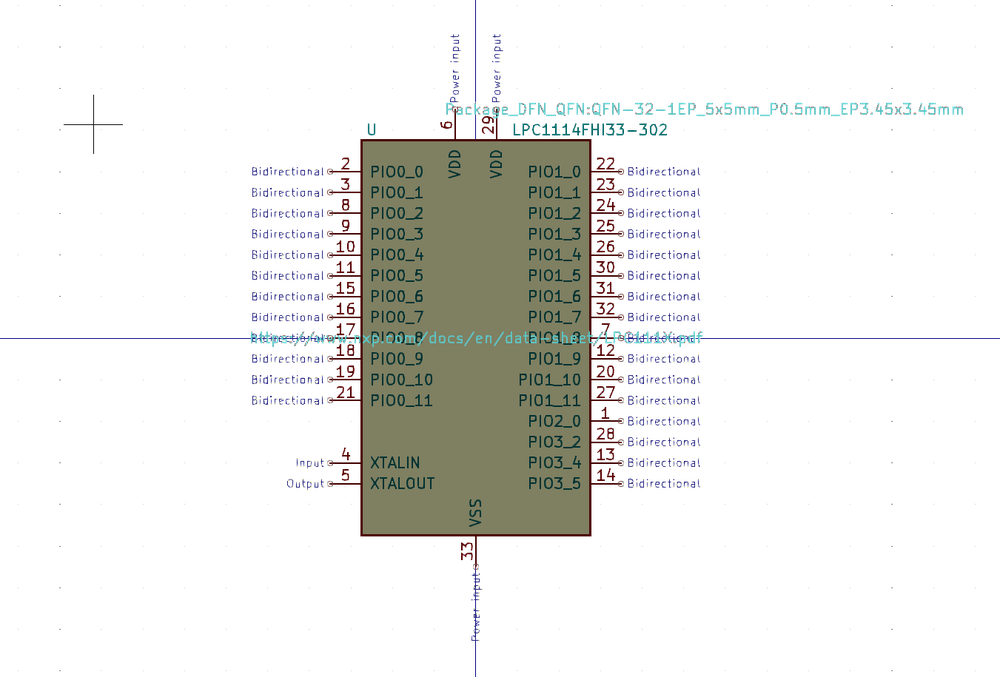 Power input Power input
Package_DFN_QFN:QFN-32-1EP_5x5mm_P0.5mm_EP3.45x3.45mm
6 29
U LPC1114FHI33-302
VDD VDD
Bidirectional 2 PIO0_0 PIO1_0 22 Bidirectional
Bidirectional 3 PIO0_1 PIO1_1 23 Bidirectional
Bidirectional 8 PIO0_2 PIO1_2 24 Bidirectional
Bidirectional 9 PIO0_3 PIO1_3 25 Bidirectional
Bidirectional 10 PIO0_4 PIO1_4 26 Bidirectional
Bidirectional 11 PIO0_5 PIO1_5 30 Bidirectional
Bidirectional 15 PIO0_6 PIO1_6 31 Bidirectional
Bidirectional 16 PIO0_7 PIO1_7 32 Bidirectional
17 7
https://www.nxp.com/docs/en/data-sheet/LPC111X.pdf
Bidirectional 18 PIO0_9 PIO1_9 12 Bidirectional
Bidirectional 19 PIO0_10 PIO1_10 20 Bidirectional
Bidirectional 21 PIO0_11 PIO1_11 27 Bidirectional
PIO2_0 1 Bidirectional
PIO3_2 28 Bidirectional
Input 4 XTALIN PIO3_4 13 Bidirectional
Output 5 XTALOUT PIO3_5 14 Bidirectional
VSS
33
Power input